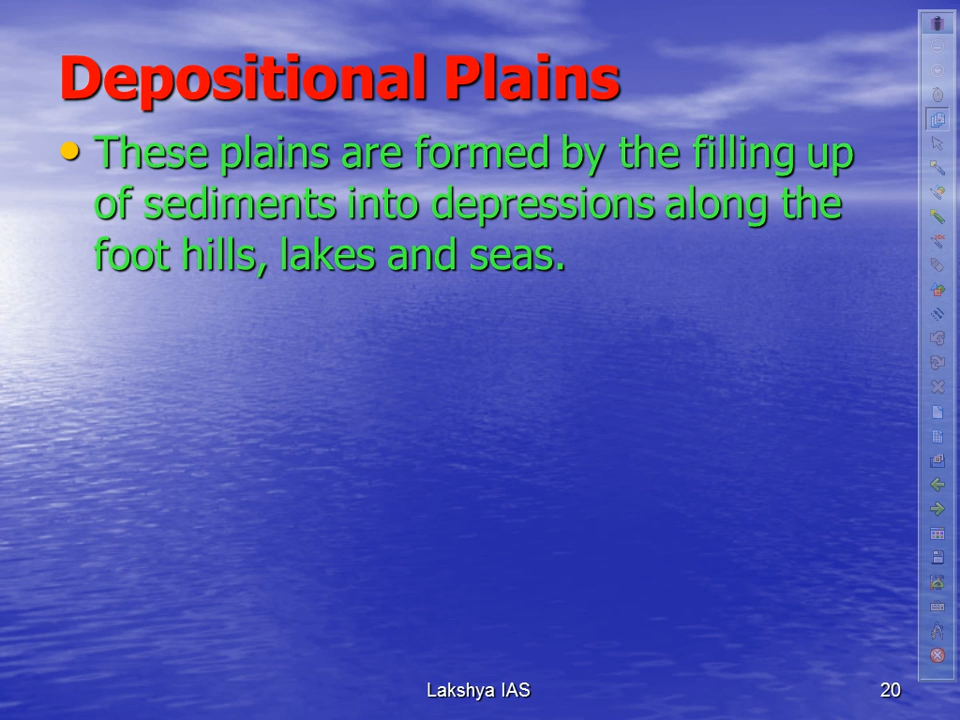 Depositional Plains
• These plains are formed by the filling up
of sediments into depressions along the
foot hills, lakes and seas.
Lakshya IAS
20